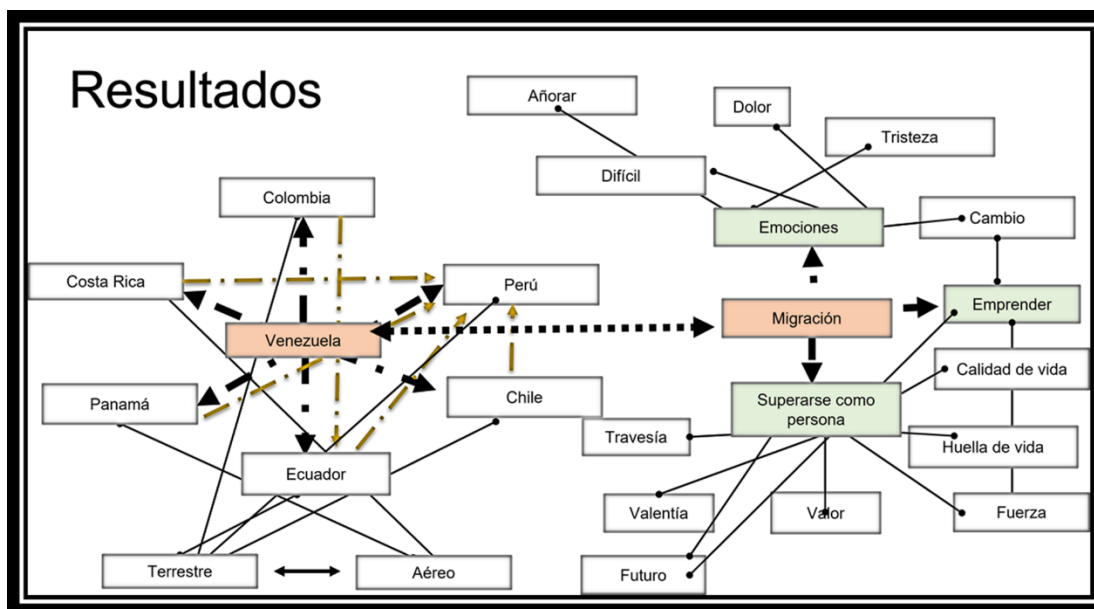 Resultados
Añorar
Dolor
Tristeza
Difícil
Colombia
Emociones
Cambio
Costa Rica
Perú
Emprender
Venezuela
Migración
Calidad de vida
Panamá
Chile
Superarse como
persona
Travesía
Huella de vida
Ecuador
Valentía
Valor
Fuerza
Terrestre
Aéreo
Futuro